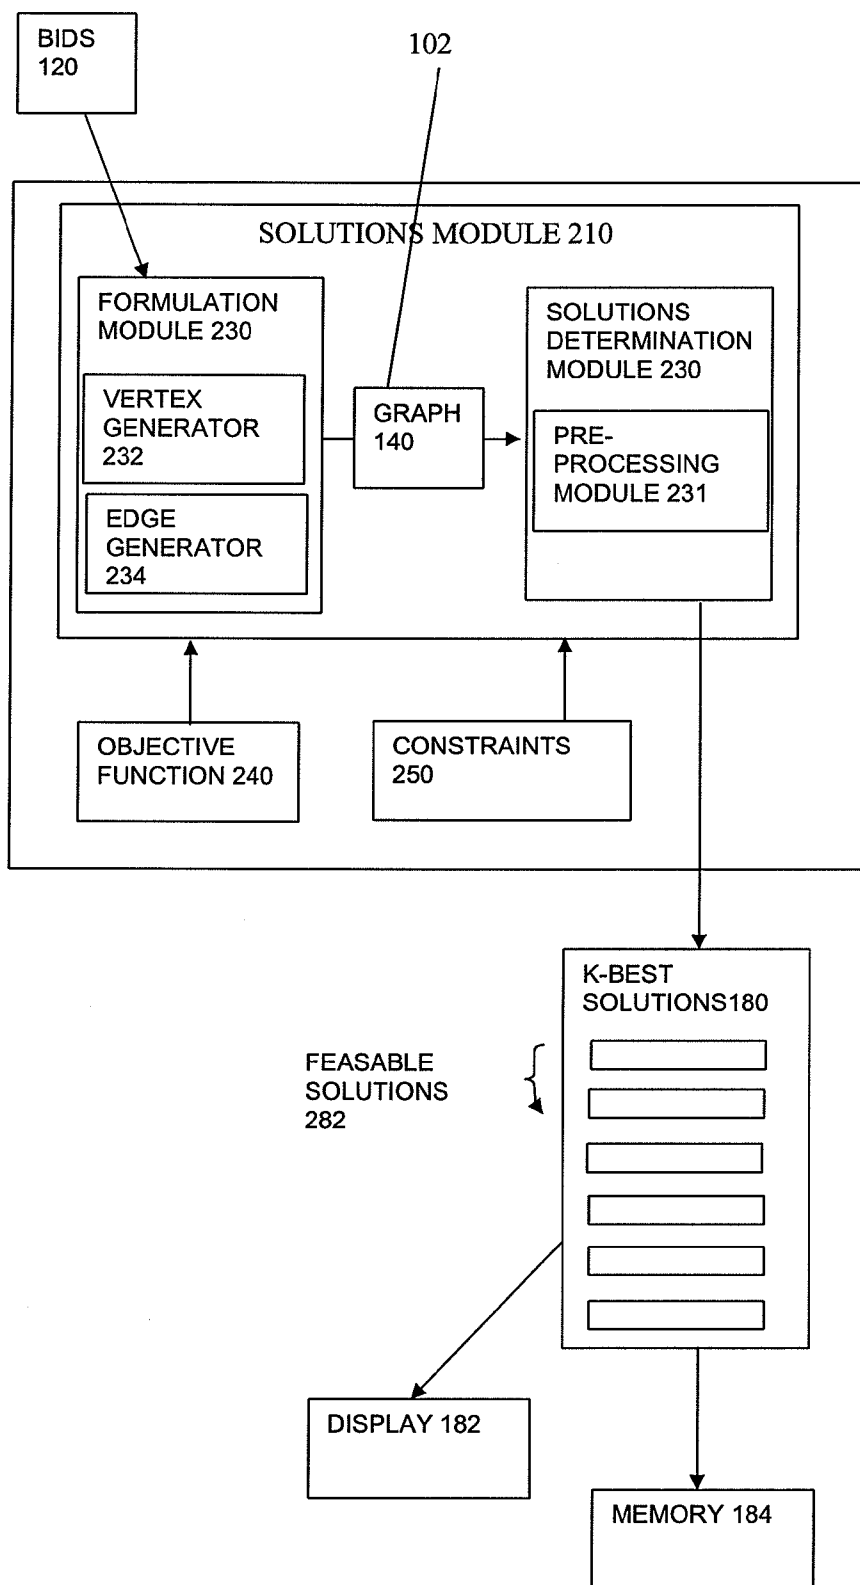 BIDS
120
102
SOLUTIONS MODULE 210
FORMULATION
MODULE 230
VERTEX
GENERATOR
232
EDGE
GENERATOR
234
GRAPH
140
SOLUTIONS
DETERMINATION
MODULE 230
PRE-
PROCESSING
MODULE 231
OBJECTIVE
FUNCTION 240
CONSTRAINTS
250
K-BEST
SOLUTIONS180
FEASABLE
SOLUTIONS
282
DISPLAY 182
MEMORY 184